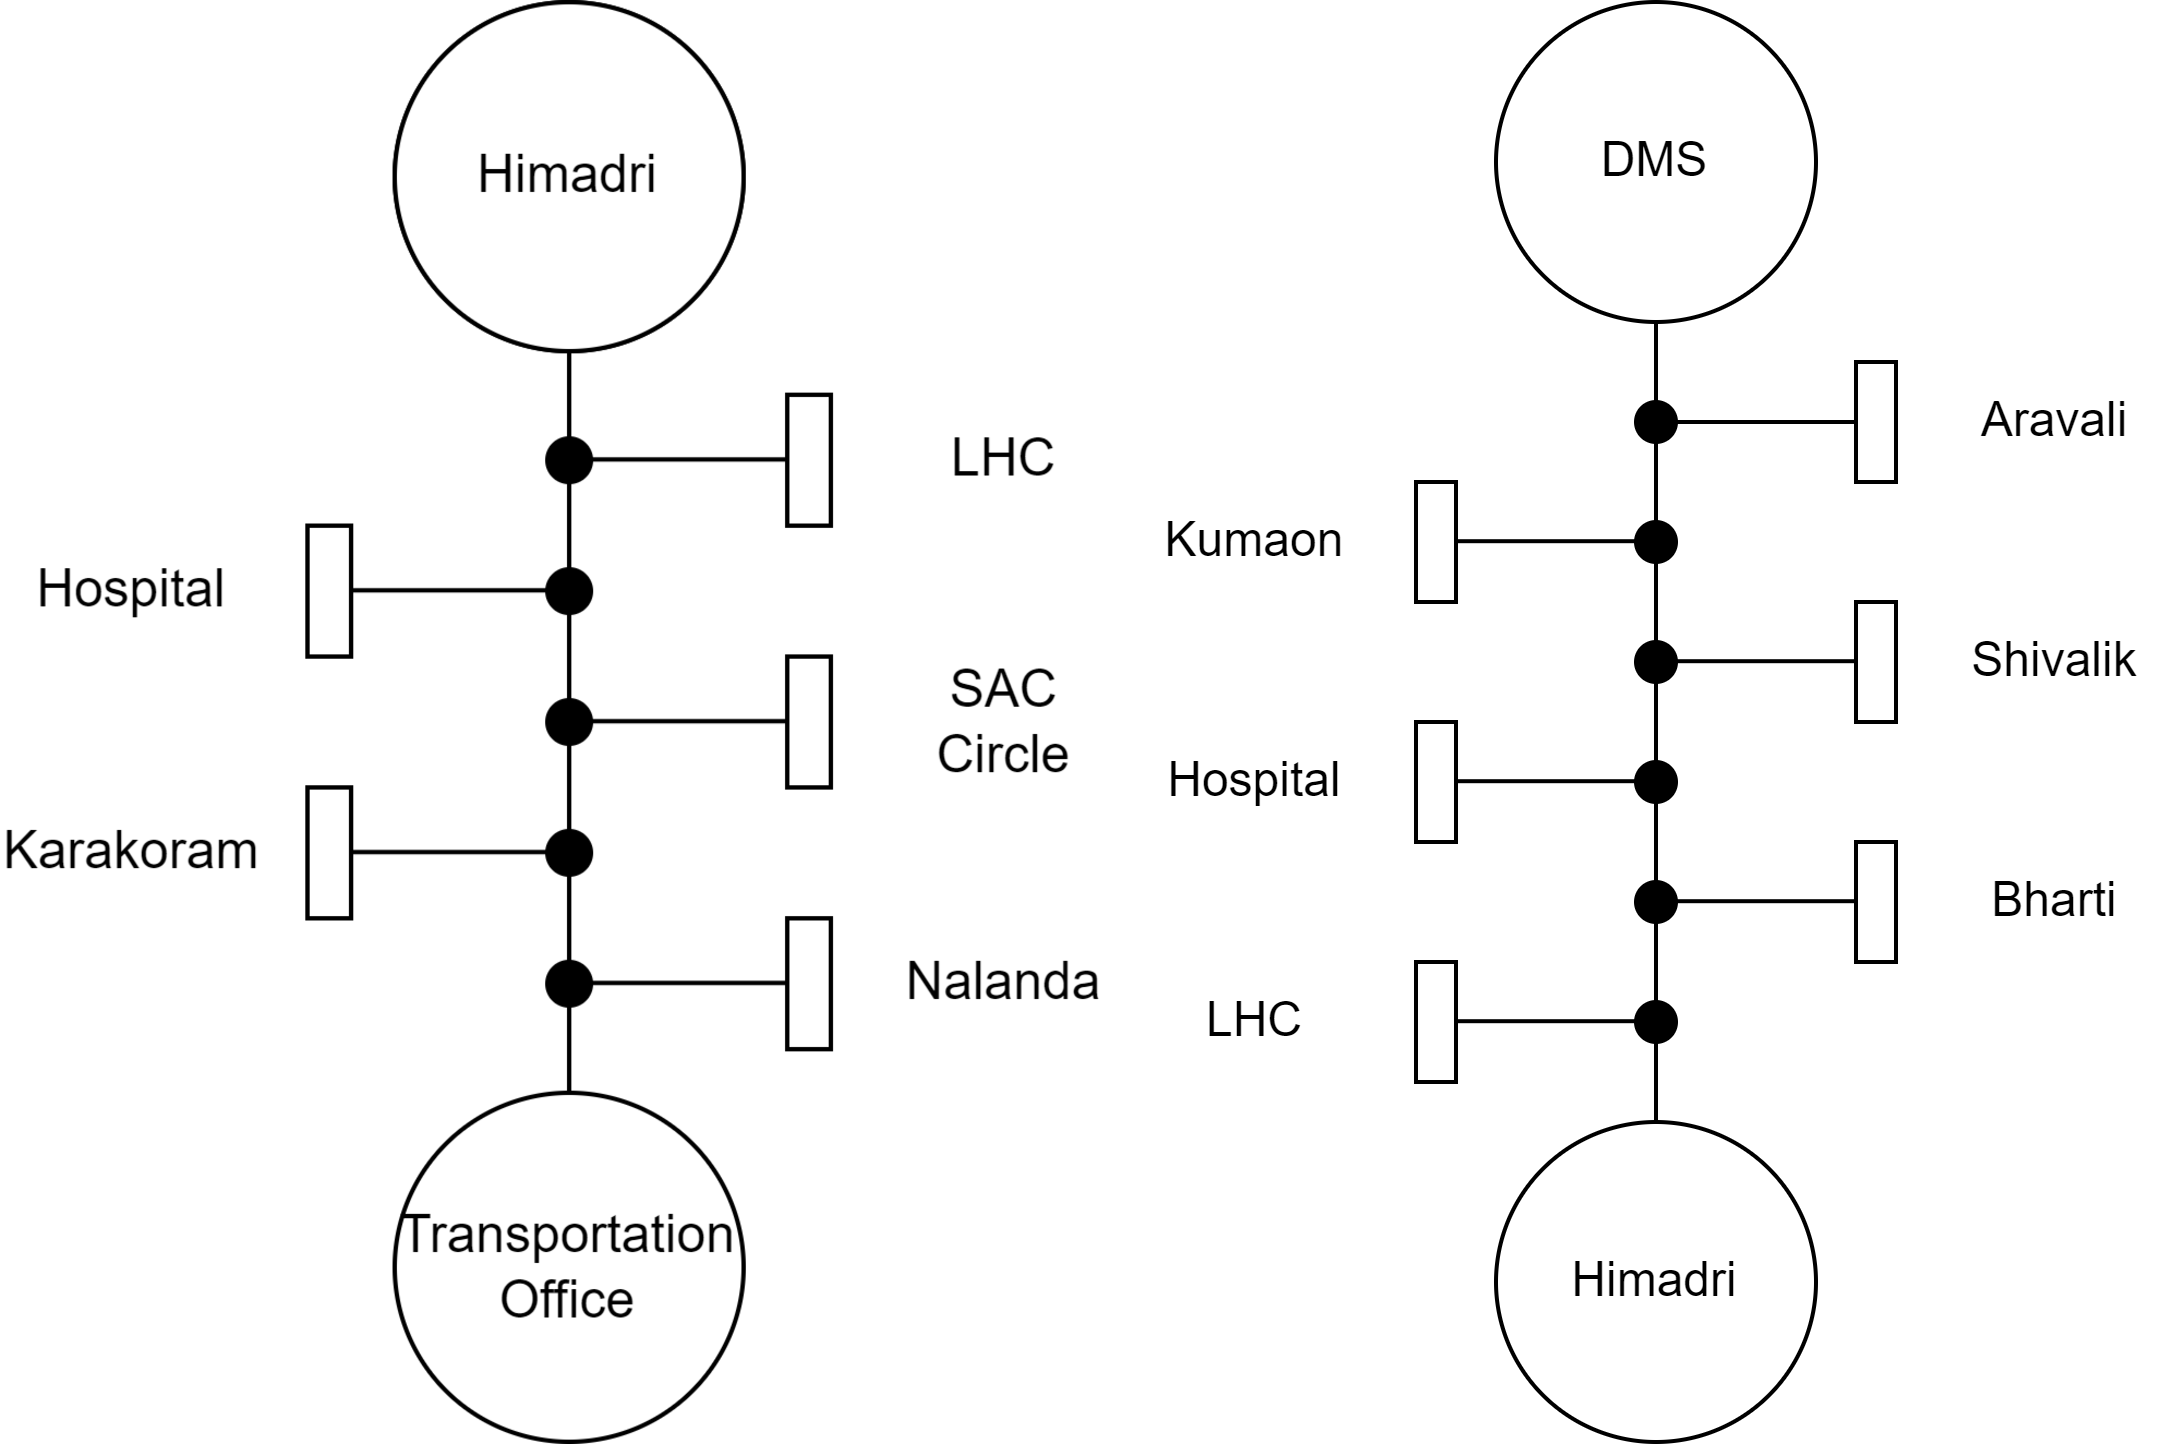 Himadri
LHC
Hospital
SAC
Circle
Karakoram
Nalanda
Transportation
Office
DMS
Aravali
Kumaon
Shivalik
Hospital
Bharti
LHC
Himadri